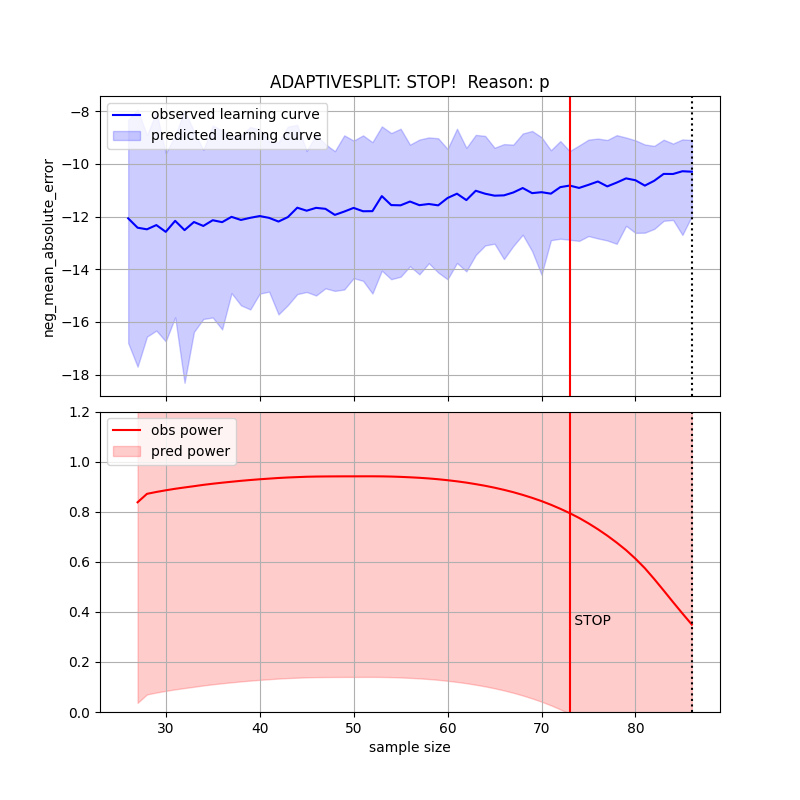 ADAPTIVESPLIT: STOP!  Reason: p
observed learning curve
predicted learning curve
neg_mean_absolute_error
−8
−10
−12
−14
−16
−18
obs power
pred power
1.2
1.0
0.8
0.6
0.4
0.2
0.0
STOP
30 40 50 60 70 80
sample size